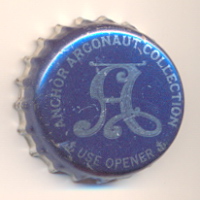 ANCHOR ARGONAUT COLLECTION
A
USE OPENER